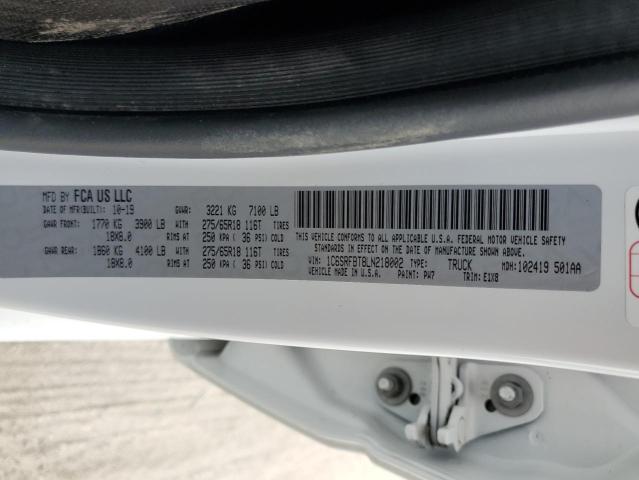 MFD BY FCA US LLC
DATE OF MFR(BUILT): 10-19 GVWR: 3221 KG 7100 LB
GAWR FRONT: 1770 KG 3900 LB WITH 275/65R18 116T TIRES
18X8.0 RIMS AT 250 KPA ( 36 PSI) COLD
GAWR REAR: 1860 KG 4100 LB WITH 275/65R18 116T TIRES
18X8.0 RIMS AT 250 KPA ( 36 PSI) COLD
THIS VEHICLE CONFORMS TO ALL APPLICABLE U.S.A. FEDERAL MOTOR VEHICLE SAFETY
STANDARDS IN EFFECT ON THE DATE OF MANUFACTURE SHOWN ABOVE.
VIN: 1C6SRFBT8LN218002 TYPE: TRUCK MDH: 102419 501AA
MADE IN U.S.A. PAINT: PW7 TRIM: E1X8